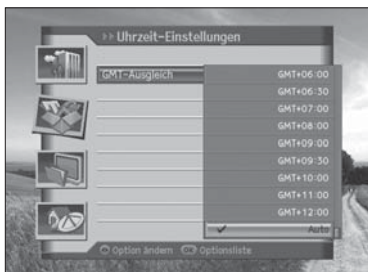 Uhrzeit-Einstellungen
GMT-Ausgleich
GMT+06:00
GMT+06:30
GMT+07:00
GMT+08:00
GMT+09:00
GMT+09:30
GMT+10:00
GMT+11:00
GMT+12:00
Auto
Option ändern OK Optionsliste